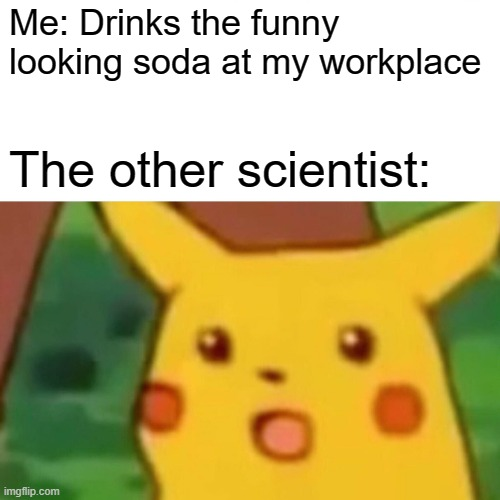 Me: Drinks the funny
looking soda at my workplace
The other scientist:
imgflip.com